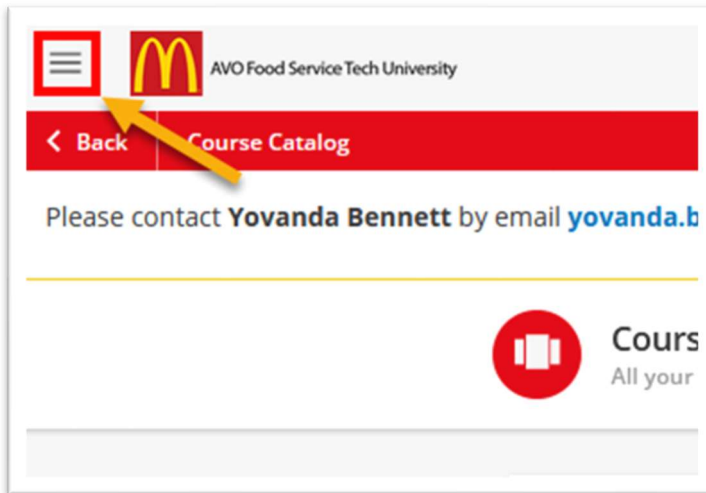 AVO Food Service Tech University
Back Course Catalog
Please contact Yovanda Bennett by email yovanda.b
Cours
All your